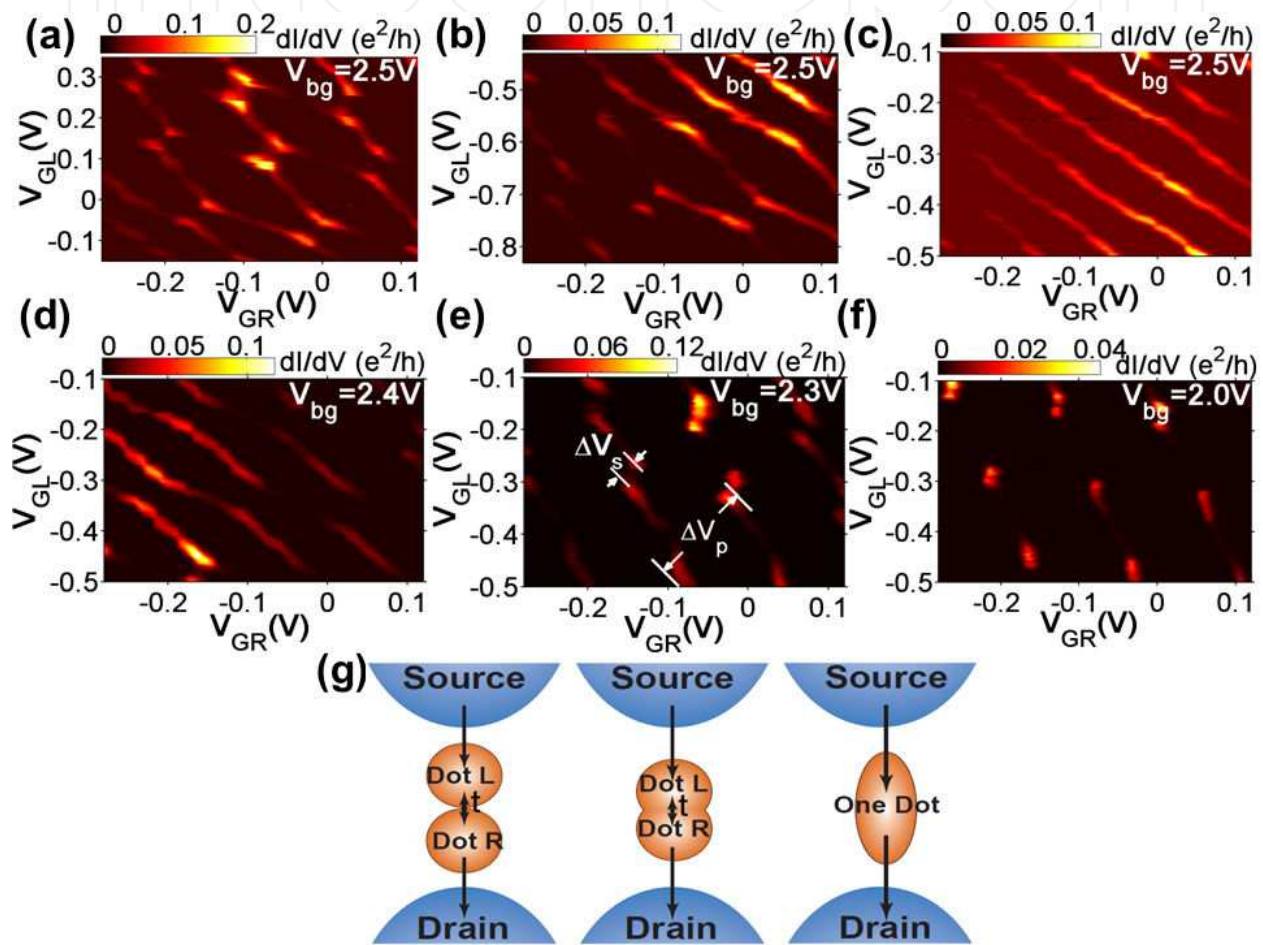 (a)
0 0.1 0.2
dI/dV (e²/h)
V_bg=2.5V
V_GL(V)
0.3
0.2
0.1
0
-0.1
-0.2 -0.1 0 0.1
V_GR(V)
(b)
0 0.05 0.1
dI/dV (e²/h)
V_bg=2.5V
V_GL(V)
-0.5
-0.6
-0.7
-0.8
-0.2 -0.1 0 0.1
V_GR(V)
(c)
0 0.05 0.1
dI/dV (e²/h)
V_bg=2.5V
V_GL(V)
-0.1
-0.2
-0.3
-0.4
-0.5
-0.2 -0.1 0 0.1
V_GR(V)
(d)
0 0.05 0.1
dI/dV (e²/h)
V_bg=2.4V
V_GL(V)
-0.1
-0.2
-0.3
-0.4
-0.5
-0.2 -0.1 0 0.1
V_GR(V)
(e)
0 0.06 0.12
dI/dV (e²/h)
V_bg=2.3V
ΔV_s
ΔV_p
V_GL(V)
-0.1
-0.2
-0.3
-0.4
-0.5
-0.2 -0.1 0 0.1
V_GR(V)
(f)
0 0.02 0.04
dI/dV (e²/h)
V_bg=2.0V
V_GL(V)
-0.1
-0.2
-0.3
-0.4
-0.5
-0.2 -0.1 0 0.1
V_GR(V)
(g)
Source
Dot L
t
Dot R
Drain
Source
Dot L
t
Dot R
Drain
Source
One Dot
Drain